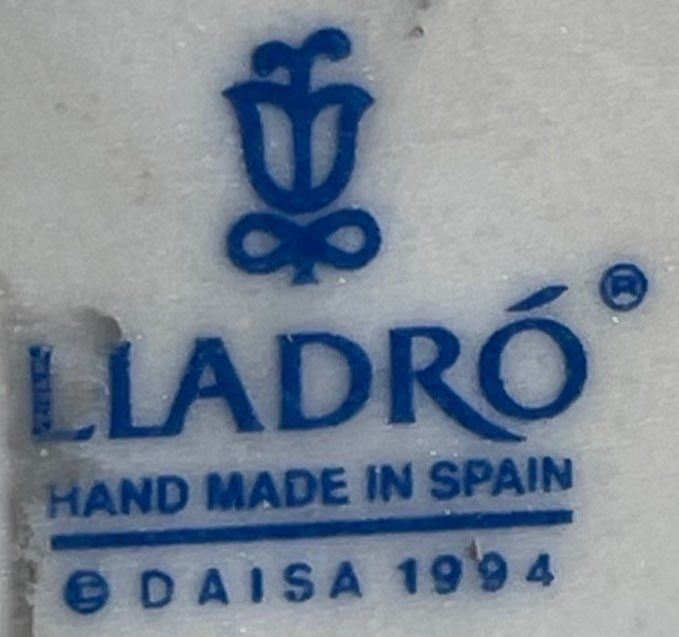 LLADRÓ ®
HAND MADE IN SPAIN
© DAISA 1994